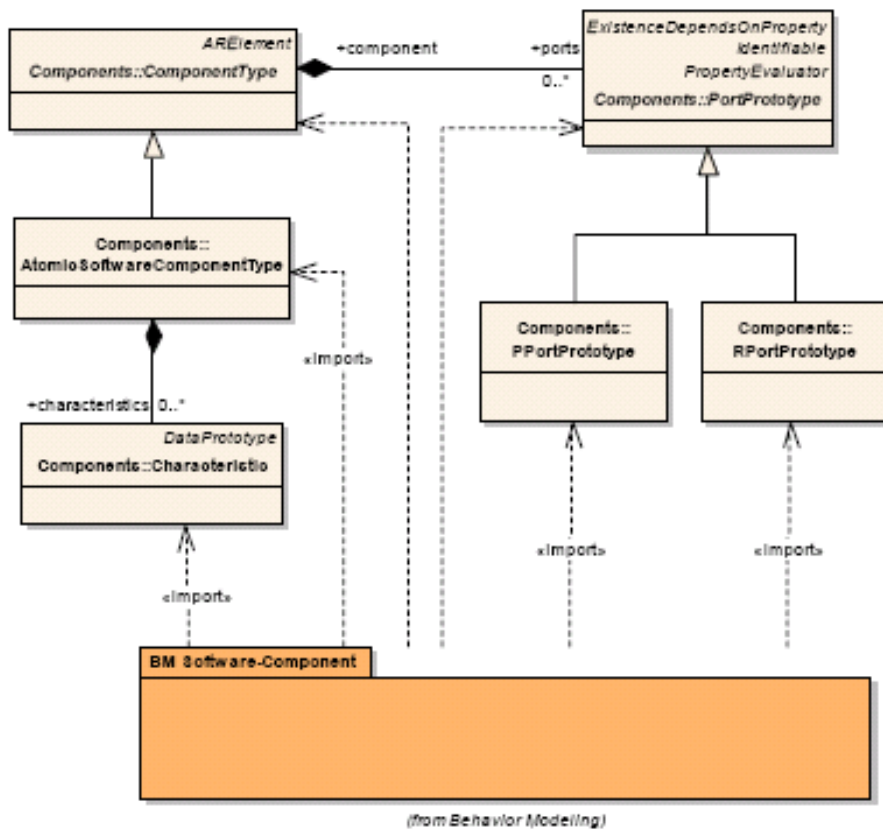 ARElement
Components::ComponentType
+component
+ports
0..*
ExistenceDependsOnProperty
Identifiable
PropertyEvaluator
Components::PortPrototype
Components::
AtomicSoftwareComponentType
Components::
PPortPrototype
Components::
RPortPrototype
«import»
+characteristics 0..*
DataPrototype
Components::Characteristic
«import»
«import»
«import»
BM Software-Component
(from Behavior Modeling)